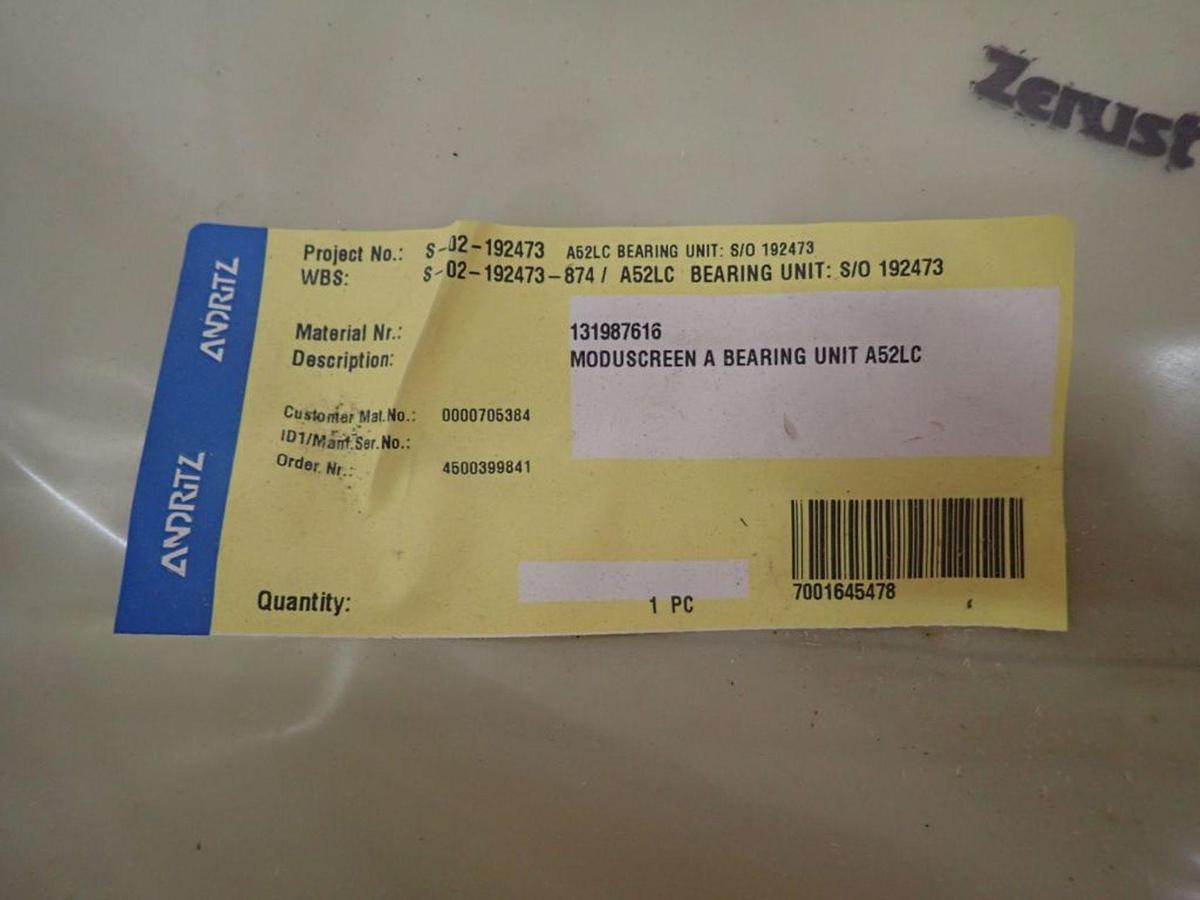 Zerust
ANDRITZ
ANDRITZ
Project No.: S-02-192473 A52LC BEARING UNIT: S/O 192473
WBS: S-02-192473-874 / A52LC BEARING UNIT: S/O 192473
Material Nr.: 131987616
Description: MODUSCREEN A BEARING UNIT A52LC
Customer Mat.No.: 0000705384
ID1/Manf.Ser.No.:
Order. Nr.: 4500399841
Quantity: 1 PC
7001645478